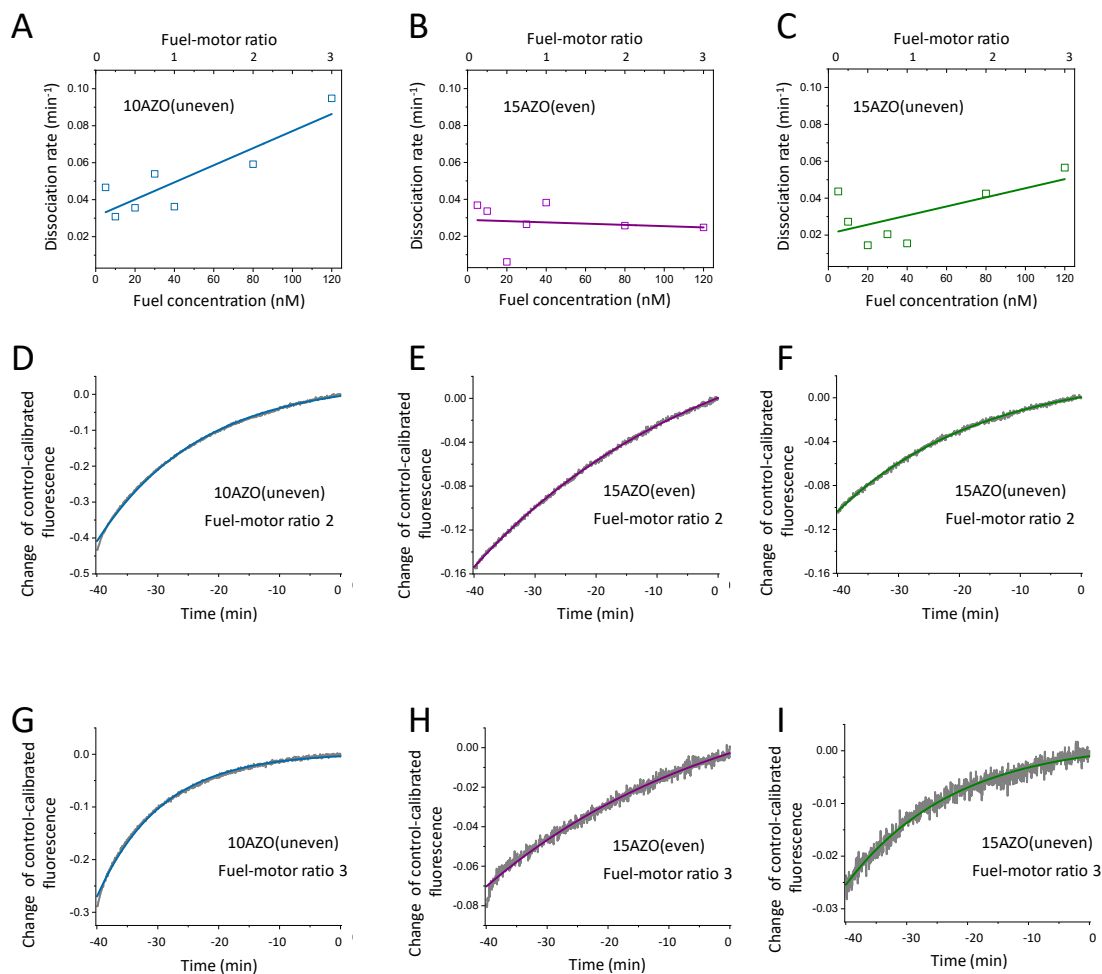 A
Fuel-motor ratio
0 1 2 3
10AZO(uneven)
Dissociation rate (min⁻¹)
0.10
0.08
0.06
0.04
0.02
0
0 20 40 60 80 100 120
Fuel concentration (nM)
B
Fuel-motor ratio
0 1 2 3
15AZO(even)
Dissociation rate (min⁻¹)
0.10
0.08
0.06
0.04
0.02
0
0 20 40 60 80 100 120
Fuel concentration (nM)
C
Fuel-motor ratio
0 1 2 3
15AZO(uneven)
Dissociation rate (min⁻¹)
0.10
0.08
0.06
0.04
0.02
0
0 20 40 60 80 100 120
Fuel concentration (nM)
D
Change of control-calibrated
fluorescence
0.0
-0.1
-0.2
-0.3
-0.4
-0.5
10AZO(uneven)
Fuel-motor ratio 2
-40 -30 -20 -10 0
Time (min)
E
Change of control-calibrated
fluorescence
0.00
-0.04
-0.08
-0.12
-0.16
15AZO(even)
Fuel-motor ratio 2
-40 -30 -20 -10 0
Time (min)
F
Change of control-calibrated
fluorescence
0.00
-0.04
-0.08
-0.12
-0.16
15AZO(uneven)
Fuel-motor ratio 2
-40 -30 -20 -10 0
Time (min)
G
Change of control-calibrated
fluorescence
0.0
-0.1
-0.2
-0.3
10AZO(uneven)
Fuel-motor ratio 3
-40 -30 -20 -10 0
Time (min)
H
Change of control-calibrated
fluorescence
0.00
-0.02
-0.04
-0.06
-0.08
15AZO(even)
Fuel-motor ratio 3
-40 -30 -20 -10 0
Time (min)
I
Change of control-calibrated
fluorescence
0.00
-0.01
-0.02
-0.03
15AZO(uneven)
Fuel-motor ratio 3
-40 -30 -20 -10 0
Time (min)